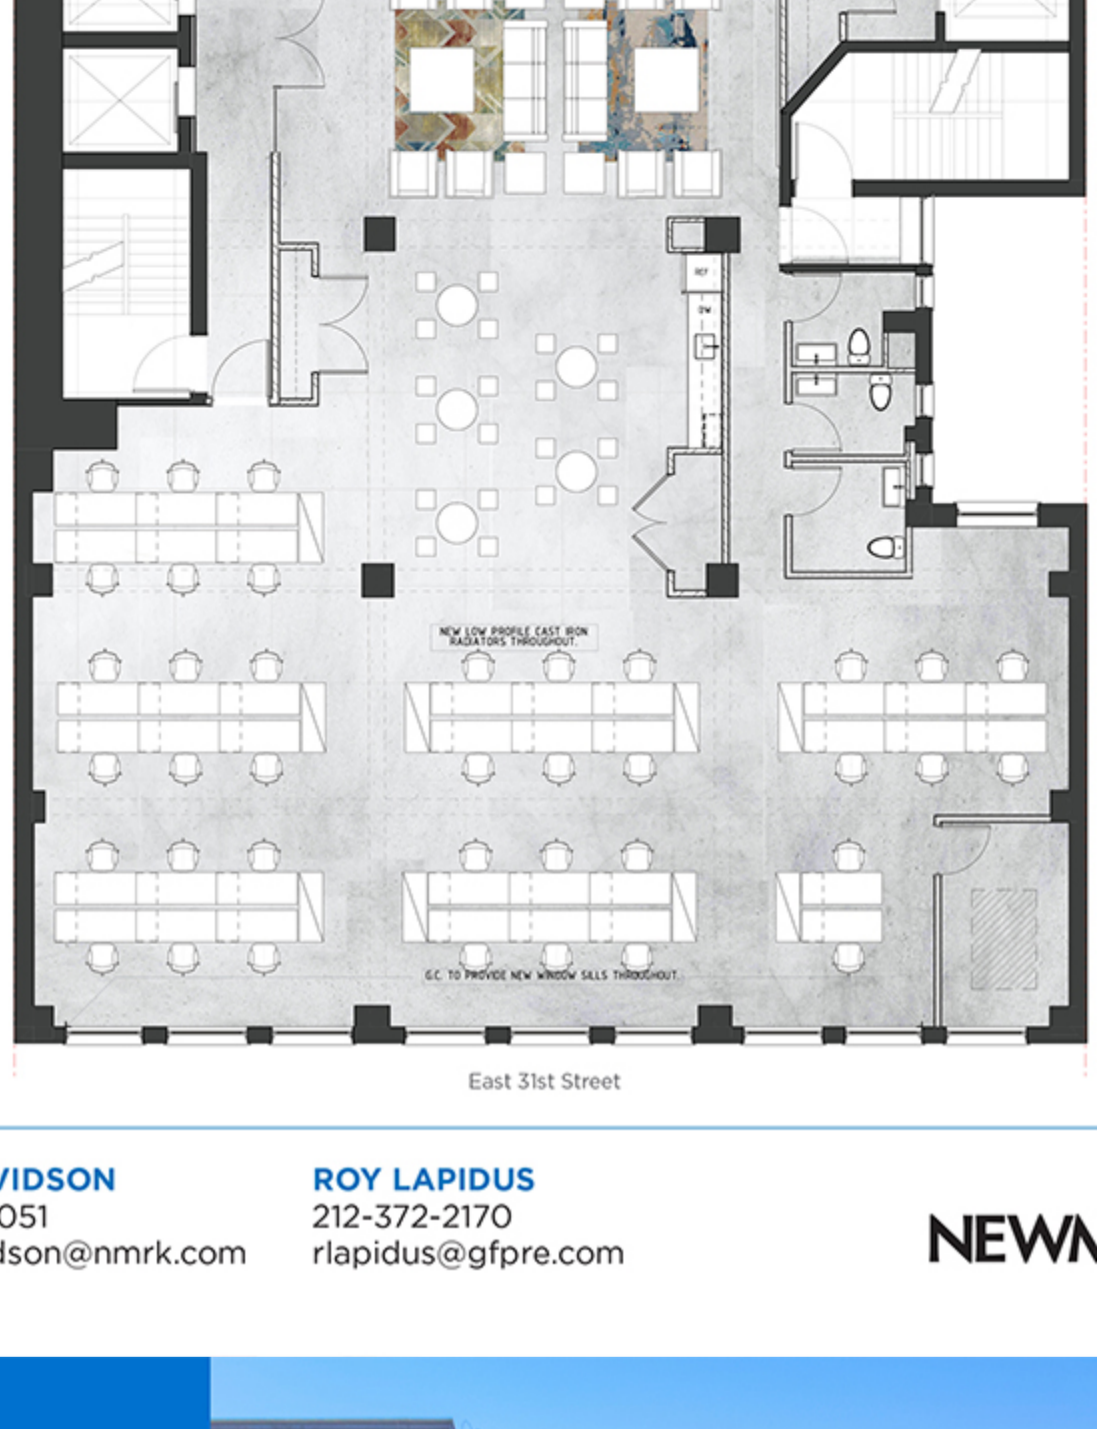 REF
DW
NEW LOW PROFILE CAST IRON
RADIATORS THROUGHOUT.
G.C. TO PROVIDE NEW WINDOW SILLS THROUGHOUT.
East 31st Street
VIDSON
051
dson@nmrk.com
ROY LAPIDUS
212-372-2170
rlapidus@gfpre.com
NEWM